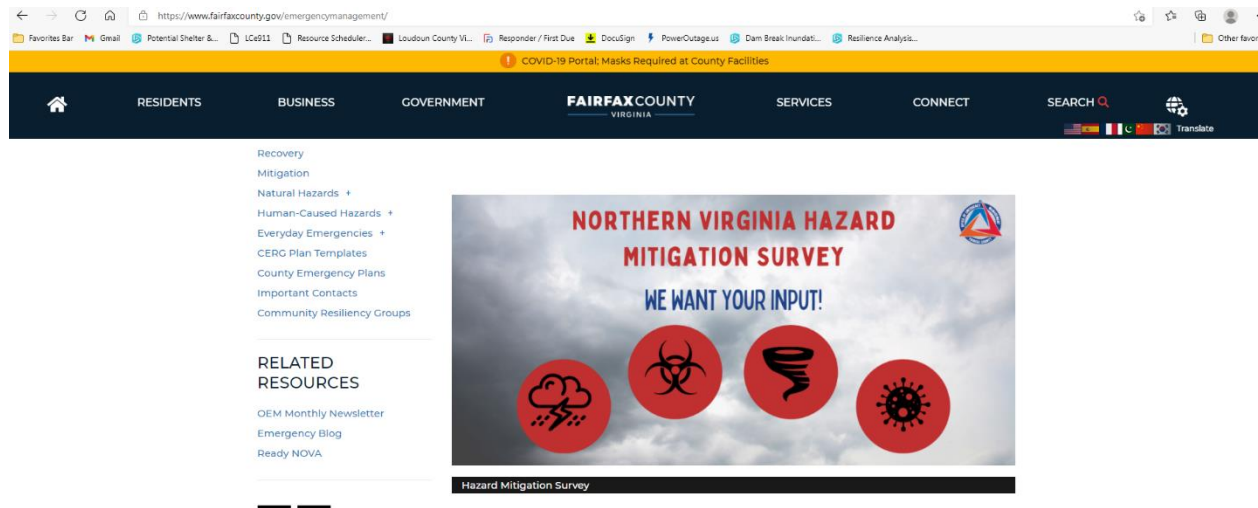 https://www.fairfaxcounty.gov/emergencymanagement/
Favorites Bar
Gmail
Potential Shelter &...
LCe911
Resource Scheduler...
Loudoun County Vi...
Responder / First Due
DocuSign
PowerOutage.us
Dam Break Inundati...
Resilience Analysis...
Other favor
COVID-19 Portal; Masks Required at County Facilities
RESIDENTS
BUSINESS
GOVERNMENT
FAIRFAX COUNTY
VIRGINIA
SERVICES
CONNECT
SEARCH
Translate
Recovery
Mitigation
Natural Hazards +
Human-Caused Hazards +
Everyday Emergencies +
CERG Plan Templates
County Emergency Plans
Important Contacts
Community Resiliency Groups
RELATED
RESOURCES
OEM Monthly Newsletter
Emergency Blog
Ready NOVA
NORTHERN VIRGINIA HAZARD
MITIGATION SURVEY
WE WANT YOUR INPUT!
Hazard Mitigation Survey